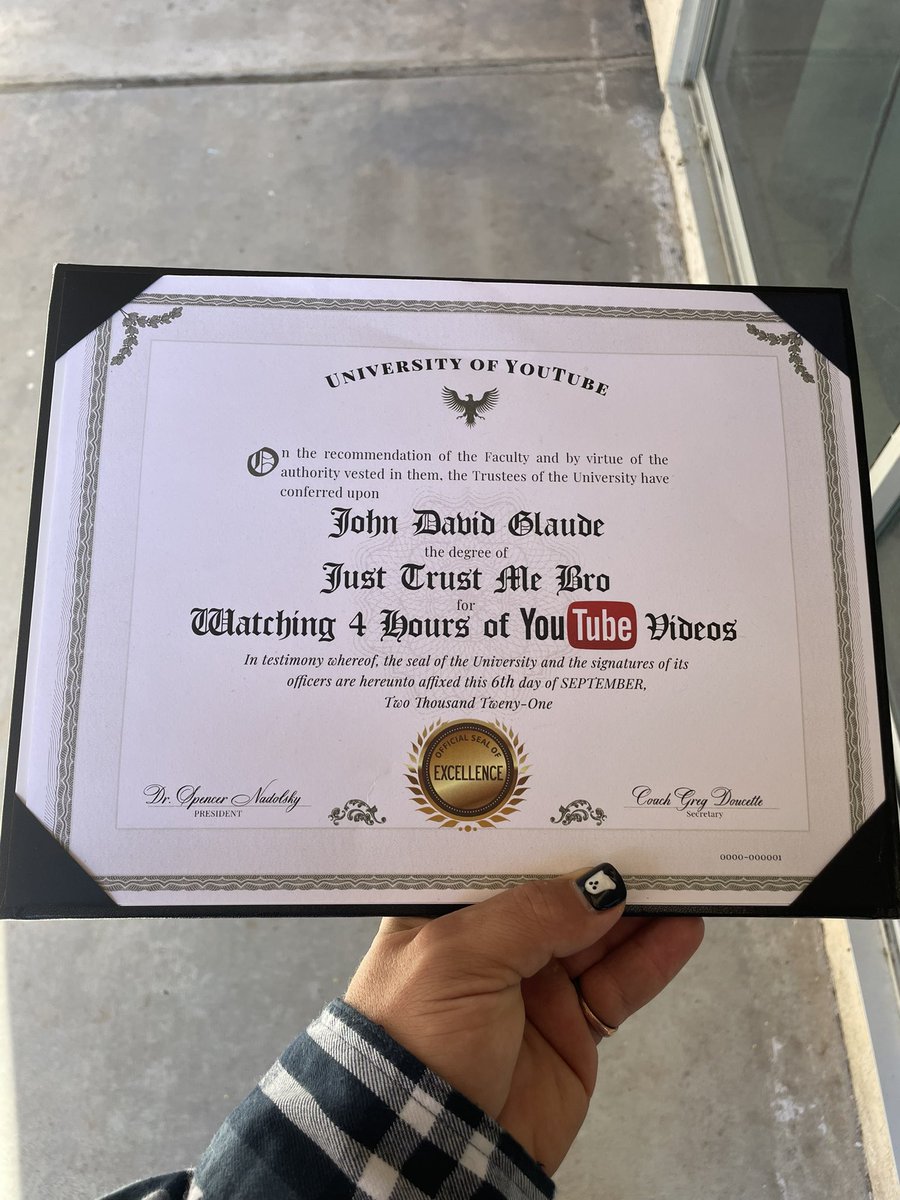 UNIVERSITY OF YOUTUBE
On the recommendation of the Faculty and by virtue of the
authority vested in them, the Trustees of the University have
conferred upon
John David Glaude
the degree of
Just Trust Me Bro
for
Watching 4 Hours of YouTube Videos
In testimony whereof, the seal of the University and the signatures of its
officers are hereunto affixed this 6th day of SEPTEMBER,
Two Thousand Tweny-One
OFFICIAL SEAL OF
EXCELLENCE
Dr. Spencer Nadolsky
PRESIDENT
Coach Greg Doucette
Secretary
0000-000001